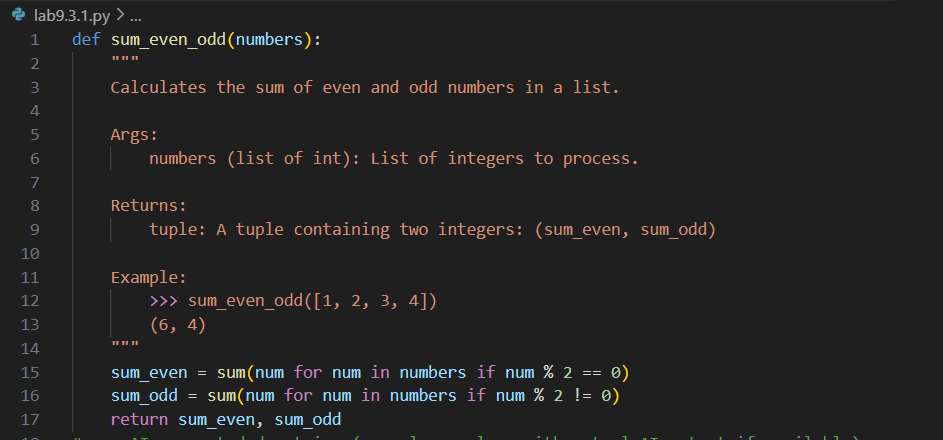 lab9.3.1.py > ...
1 def sum_even_odd(numbers):
2     """
3     Calculates the sum of even and odd numbers in a list.
4
5     Args:
6         numbers (list of int): List of integers to process.
7
8     Returns:
9         tuple: A tuple containing two integers: (sum_even, sum_odd)
10
11     Example:
12         >>> sum_even_odd([1, 2, 3, 4])
13         (6, 4)
14     """
15     sum_even = sum(num for num in numbers if num % 2 == 0)
16     sum_odd = sum(num for num in numbers if num % 2 != 0)
17     return sum_even, sum_odd